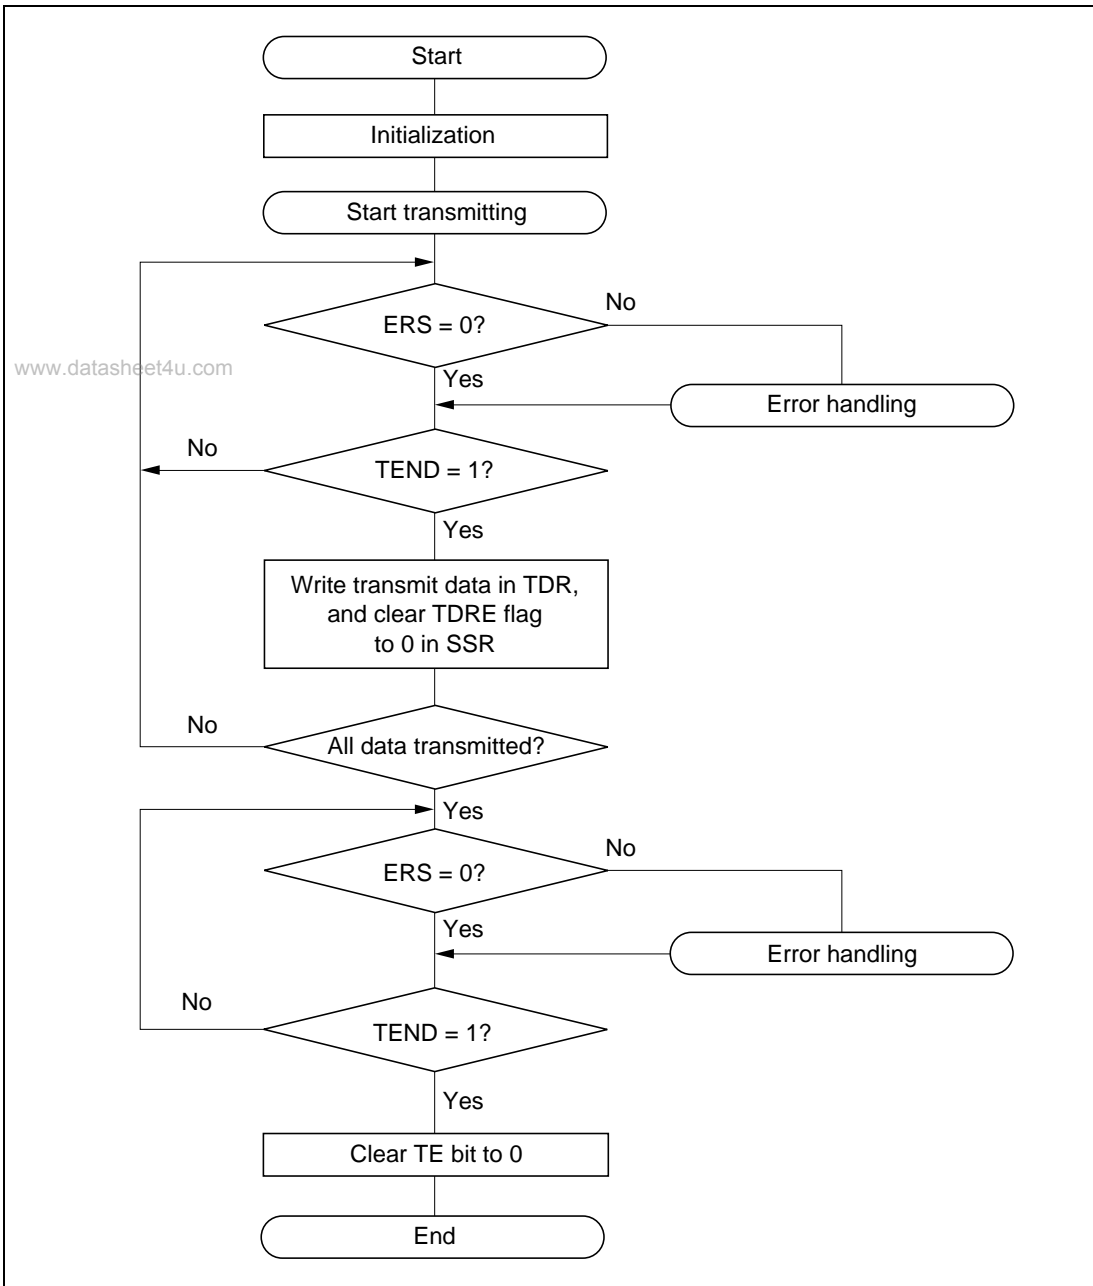 Start
Initialization
Start transmitting
No
ERS = 0?
www.datasheet4u.com
Yes
Error handling
No
TEND = 1?
Yes
Write transmit data in TDR,
and clear TDRE flag
to 0 in SSR
No
All data transmitted?
Yes
No
ERS = 0?
Yes
Error handling
No
TEND = 1?
Yes
Clear TE bit to 0
End